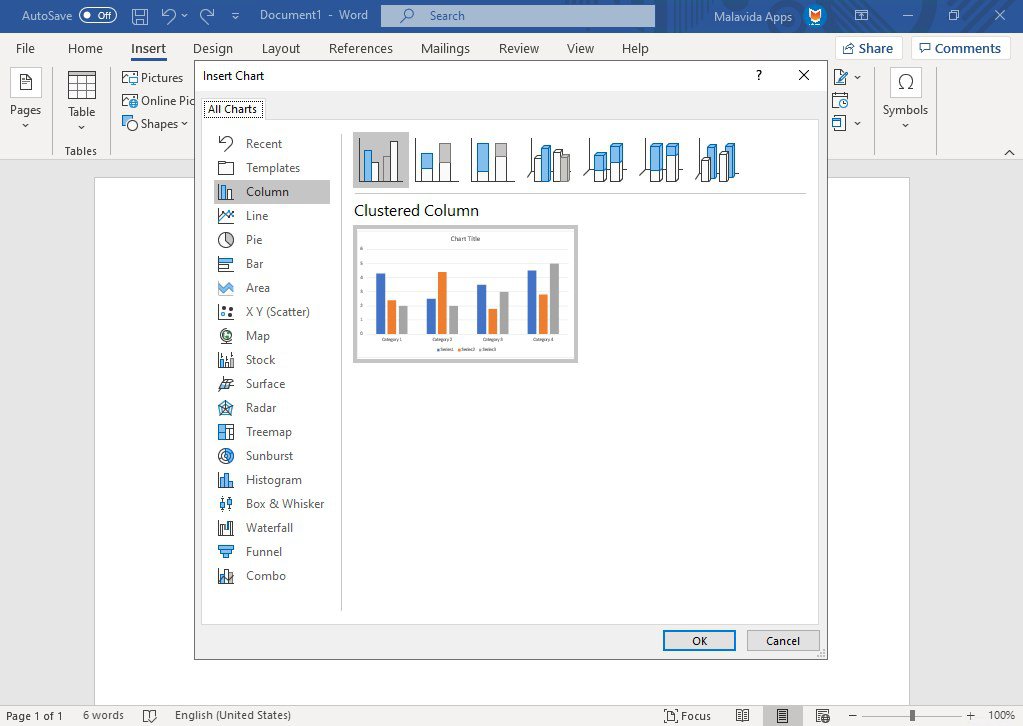 AutoSave Off Document1 - Word Search Malavida Apps
File Home Insert Design Layout References Mailings Review View Help Share Comments
Pages
Table
Tables
Pictures
Online Pic
Shapes
Symbols
Insert Chart ?
All Charts
Recent
Templates
Column
Line
Pie
Bar
Area
X Y (Scatter)
Map
Stock
Surface
Radar
Treemap
Sunburst
Histogram
Box & Whisker
Waterfall
Funnel
Combo
Clustered Column
Chart Title
6
5
4
3
2
1
0
Category 1 Category 2 Category 3 Category 4
Series1 Series2 Series3
OK Cancel
Page 1 of 1 6 words English (United States) Focus 100%